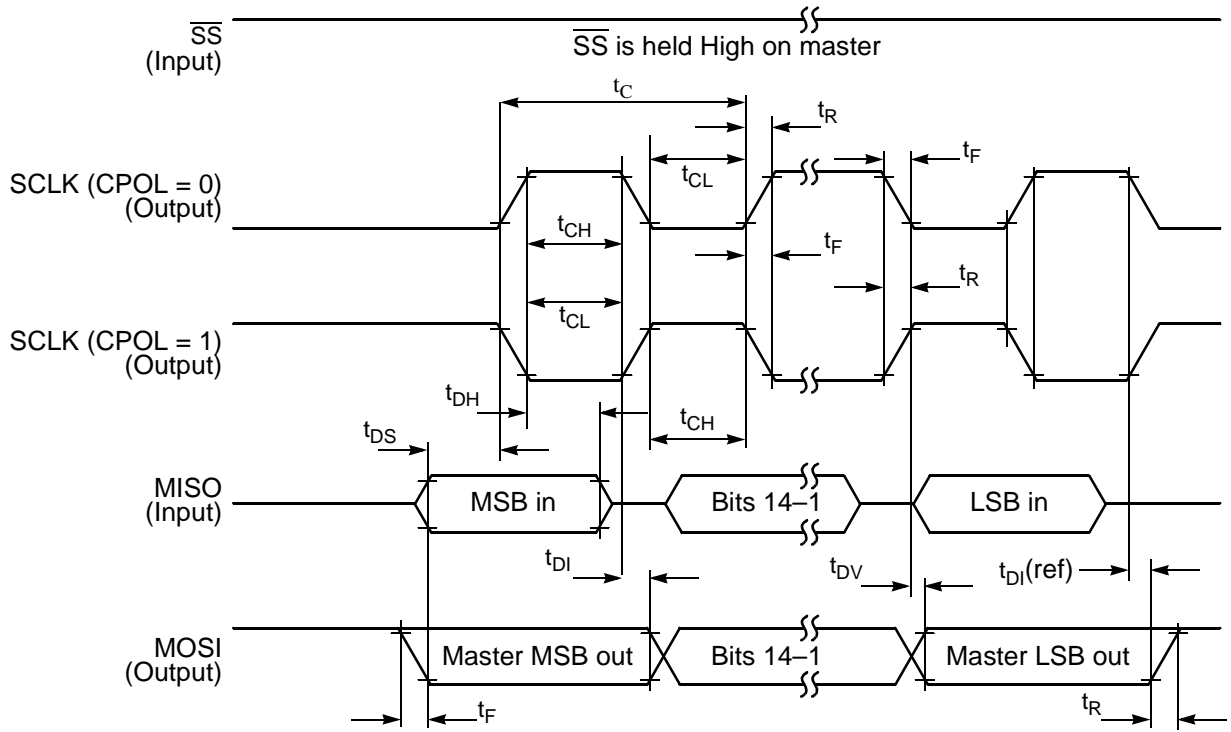 SS
(Input)
SS is held High on master
tC
tR
tF
SCLK (CPOL = 0)
(Output)
tCL
tCH
tF
tR
tCL
SCLK (CPOL = 1)
(Output)
tDH
tCH
tDS
MISO
(Input)
MSB in
Bits 14–1
LSB in
tDI
tDV
tDI(ref)
MOSI
(Output)
Master MSB out
Bits 14–1
Master LSB out
tF
tR